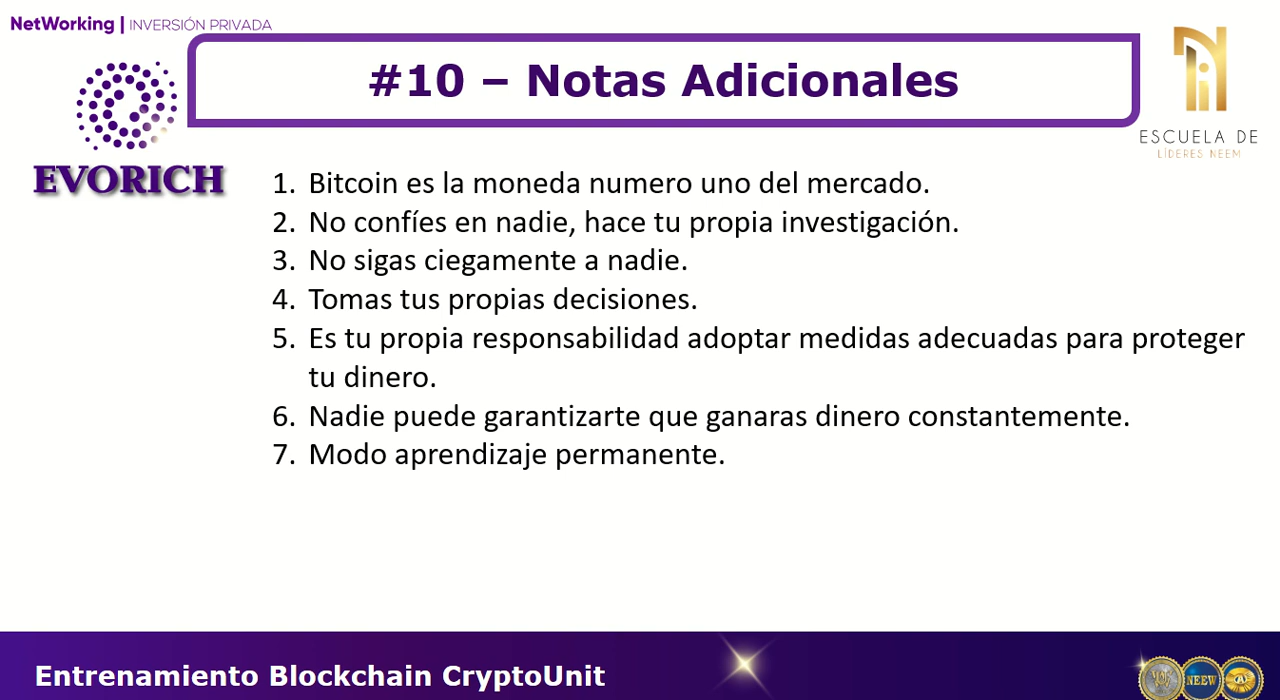 NetWorking | INVERSIÓN PRIVADA
#10 – Notas Adicionales
EVORICH
ESCUELA DE
LÍDERES NEEM
1. Bitcoin es la moneda numero uno del mercado.
2. No confíes en nadie, hace tu propia investigación.
3. No sigas ciegamente a nadie.
4. Tomas tus propias decisiones.
5. Es tu propia responsabilidad adoptar medidas adecuadas para proteger
tu dinero.
6. Nadie puede garantizarte que ganaras dinero constantemente.
7. Modo aprendizaje permanente.
Entrenamiento Blockchain CryptoUnit
NEEW